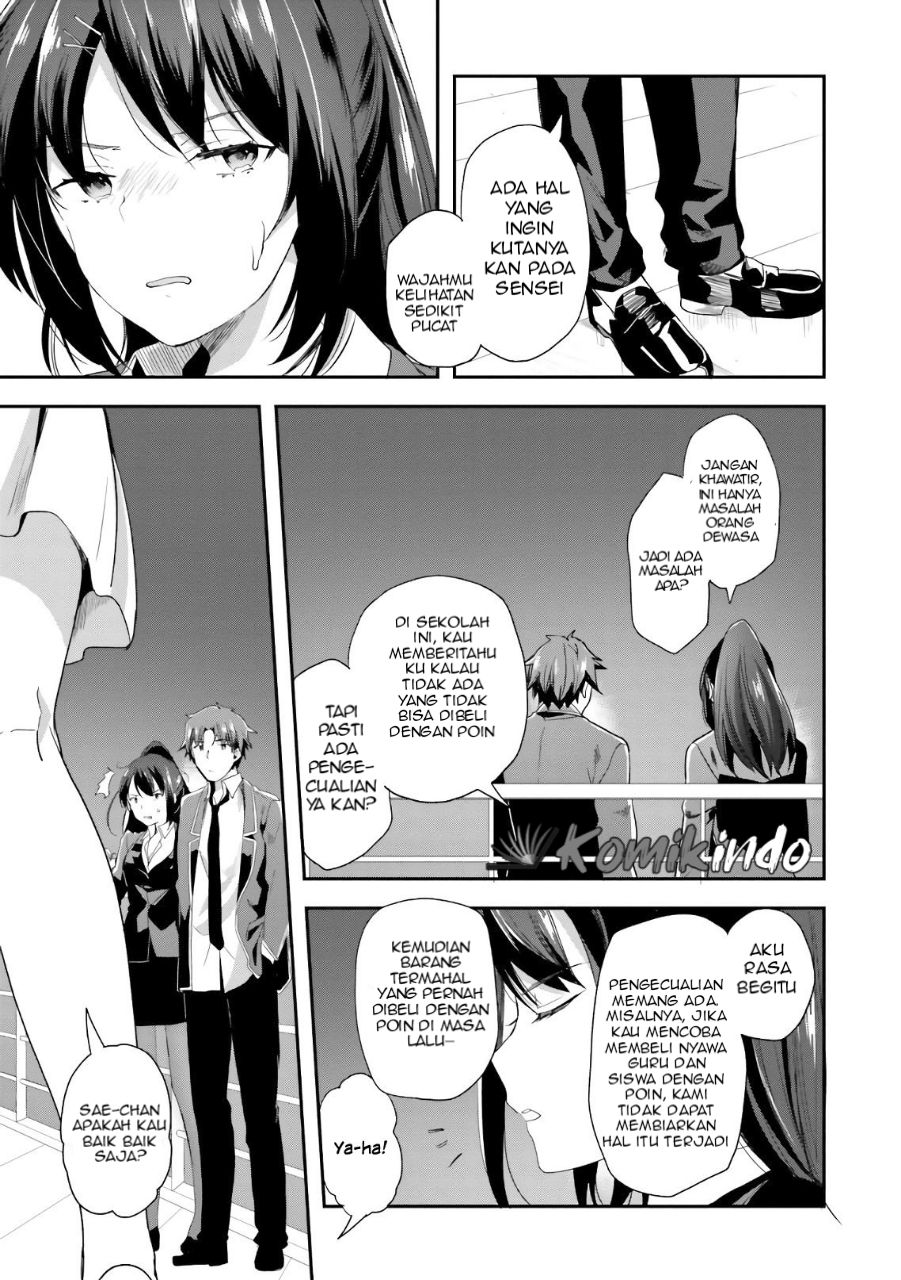 ADA HAL
YANG
INGIN
KUTANYA
KAN PADA
SENSEI
WAJAHMU
KELIHATAN
SEDIKIT
PUCAT
JANGAN
KHAWATIR,
INI HANYA
MASALAH
ORANG
DEWASA
JADI ADA
MASALAH
APA?
DI SEKOLAH
INI, KAU
MEMBERITAHU
KU KALAU
TIDAK ADA
YANG TIDAK
BISA DIBELI
DENGAN POIN
TAPI
PASTI
ADA
PENGE-
CUALIAN
YA KAN?
Komikindo
AKU
RASA
BEGITU
PENGECUALIAN
MEMANG ADA
MISALNYA, JIKA
KAU MENCOBA
MEMBELI NYAWA
GURU DAN
SISWA DENGAN
POIN, KAMI
TIDAK DAPAT
MEMBIARKAN
HAL ITU TERJADI
KEMUDIAN
BARANG
TERMAHAL
YANG PERNAH
DIBELI DENGAN
POIN DI MASA
LALU-
Ya-ha!
SAE-CHAN
APAKAH KAU
BAIK BAIK
SAJA?